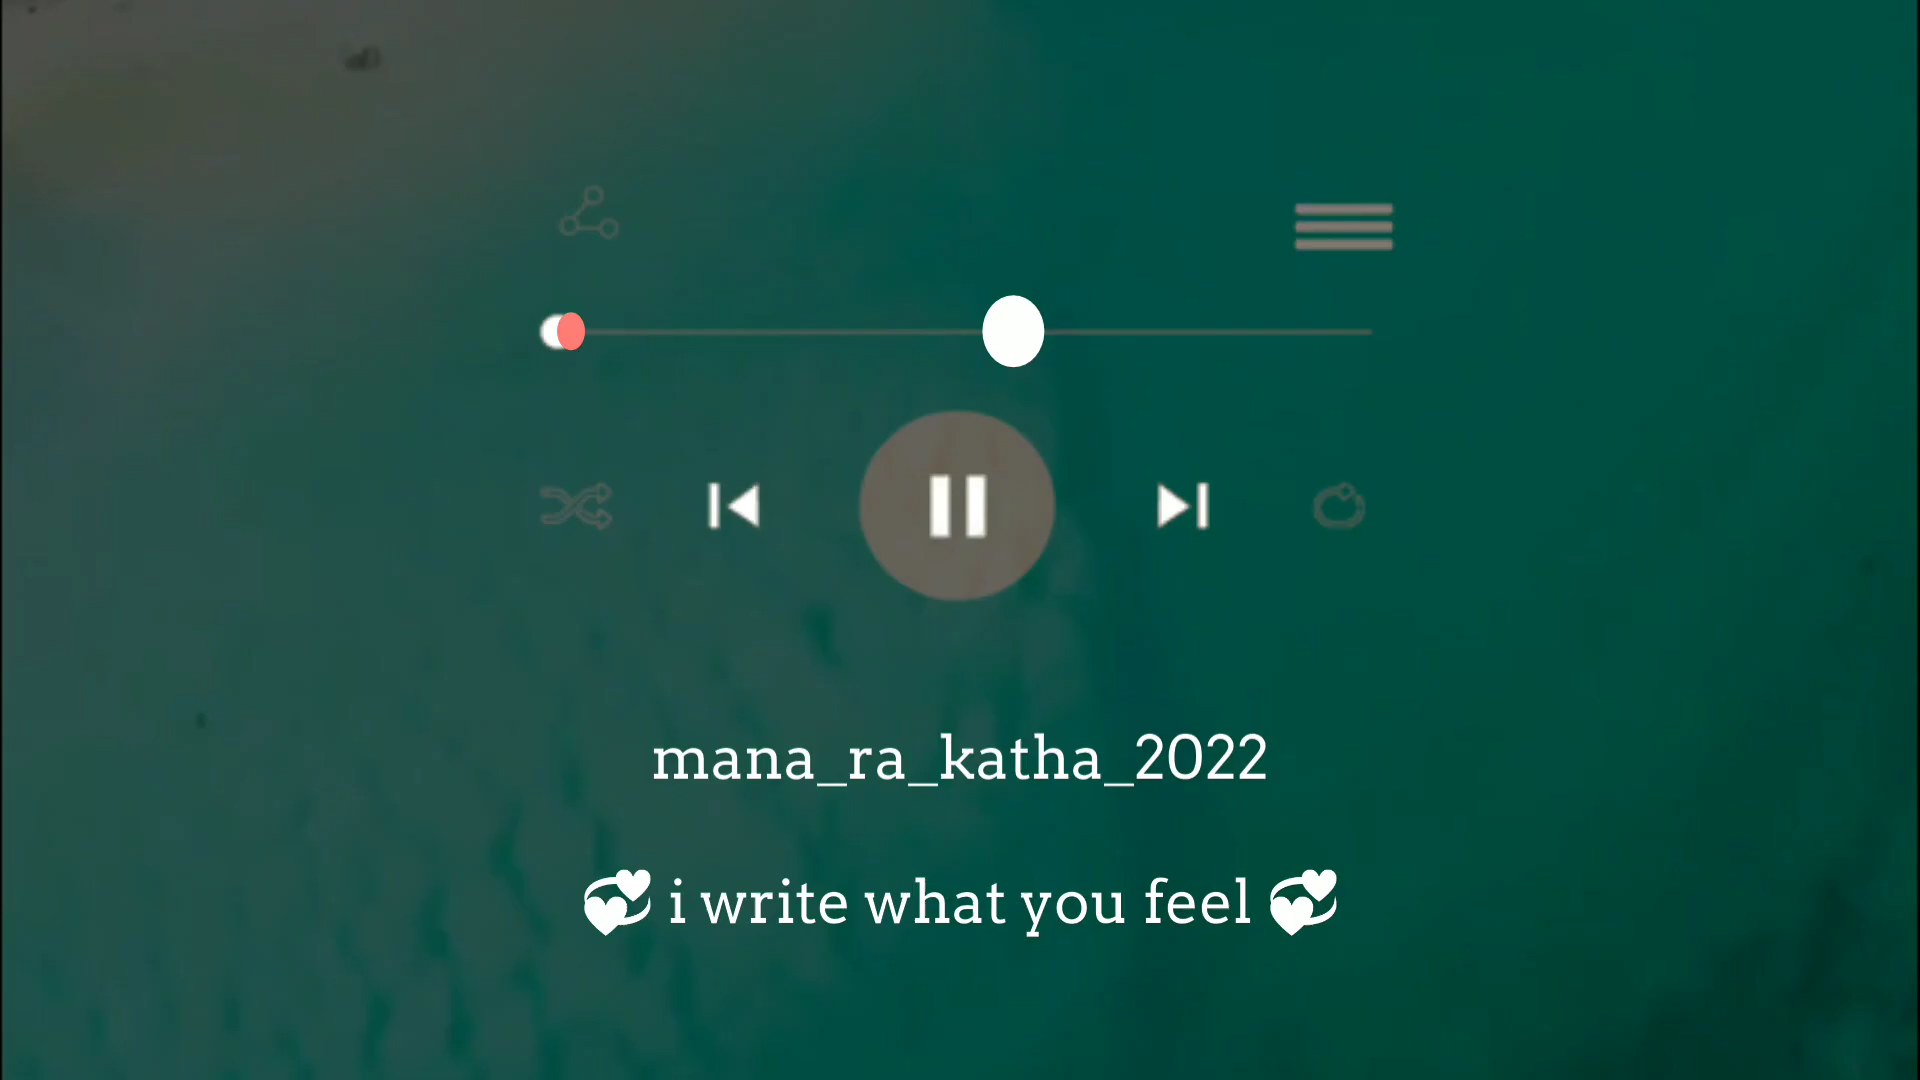 mana_ra_katha_2022
💞 i write what you feel 💞